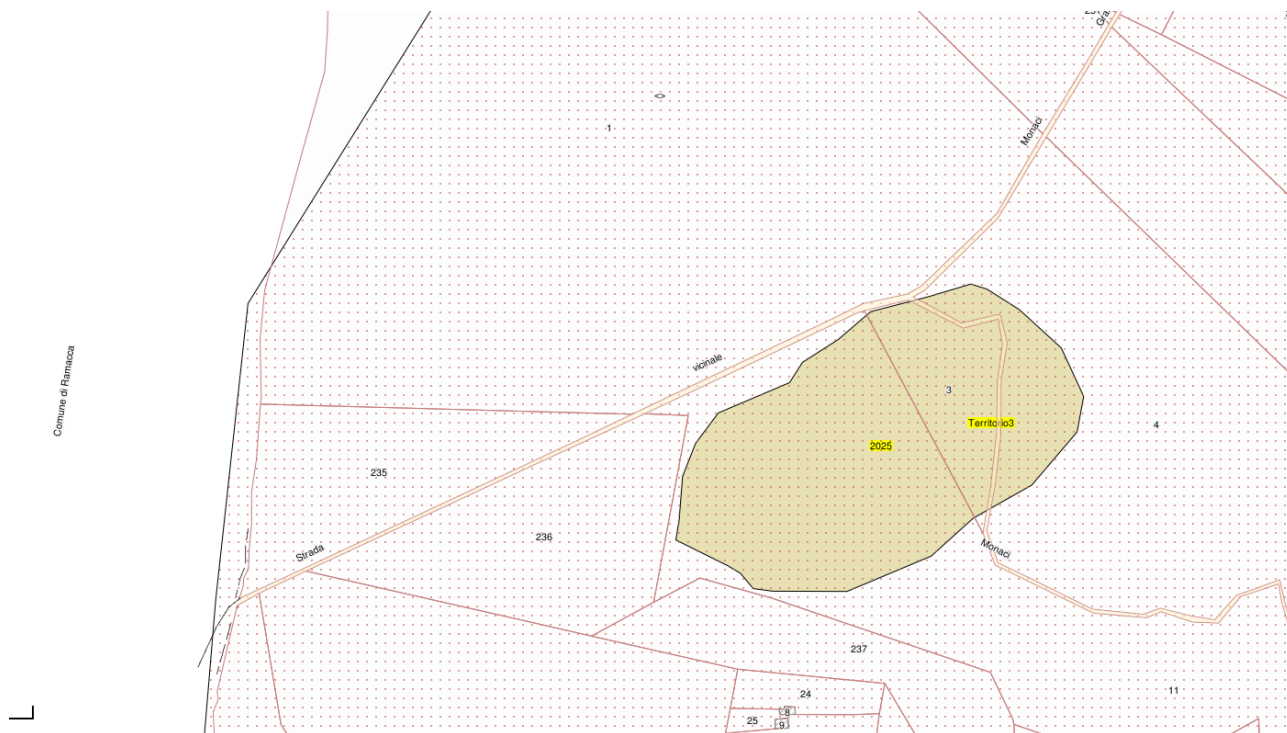 Monaci
1
Comune di Ramacca
vicinale
3
Territorio3
4
2025
235
236
Strada
Monaci
237
24
11
8
25
9